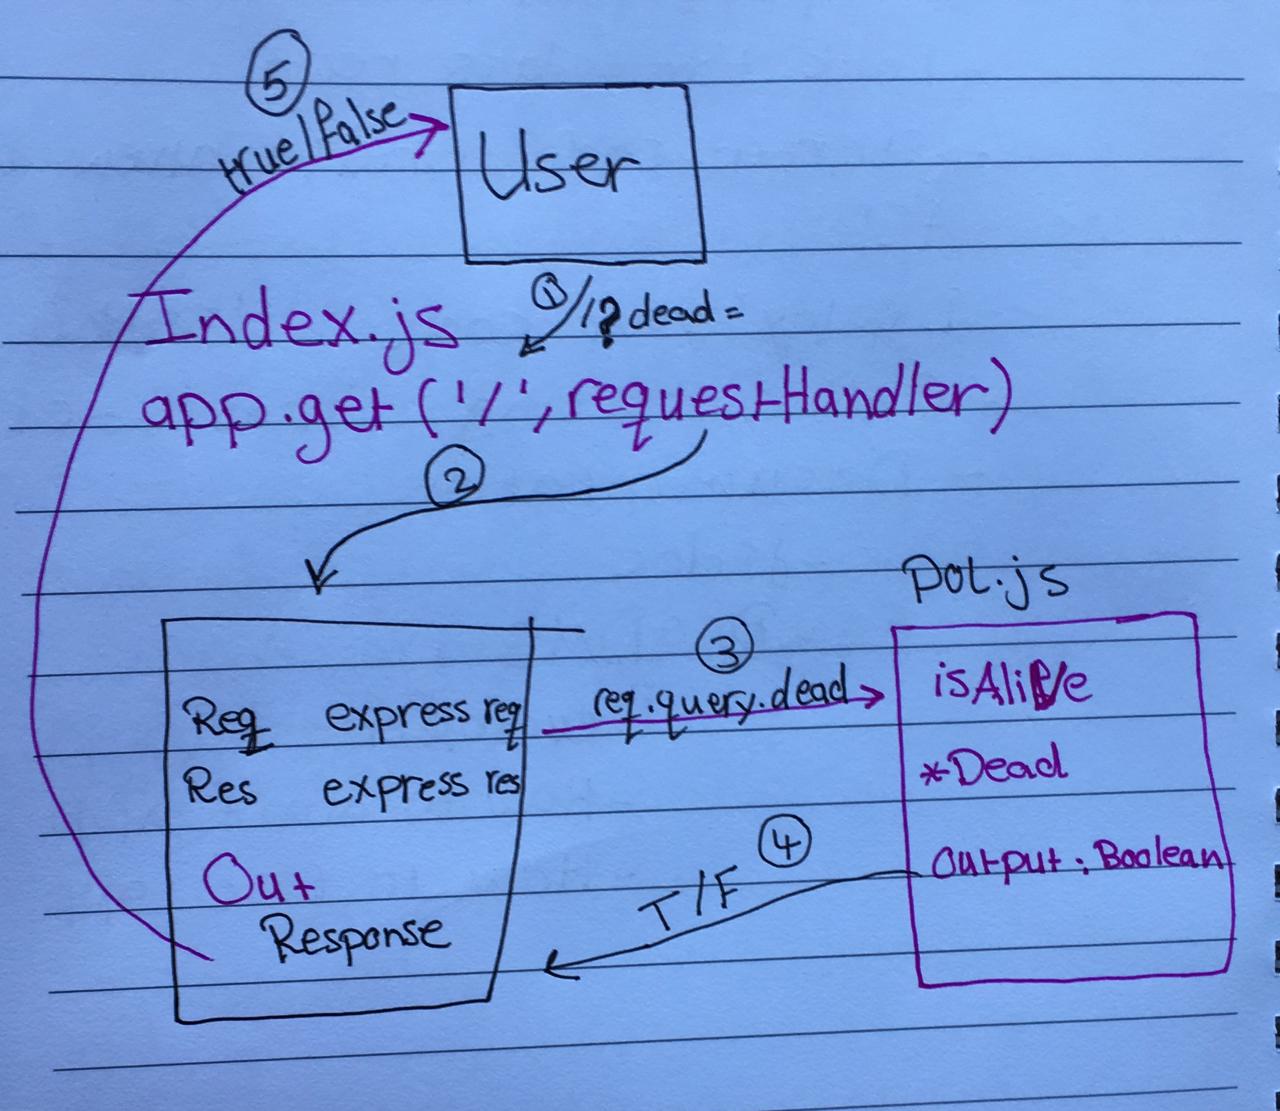 5
true/false
User
1 /? dead =
Index.js
app.get('/', requestHandler)
2
pot.js
3
req.query.dead
isAlive
Req express req
*Dead
Res express res
4
T/F
Output : Boolean
Out
Response